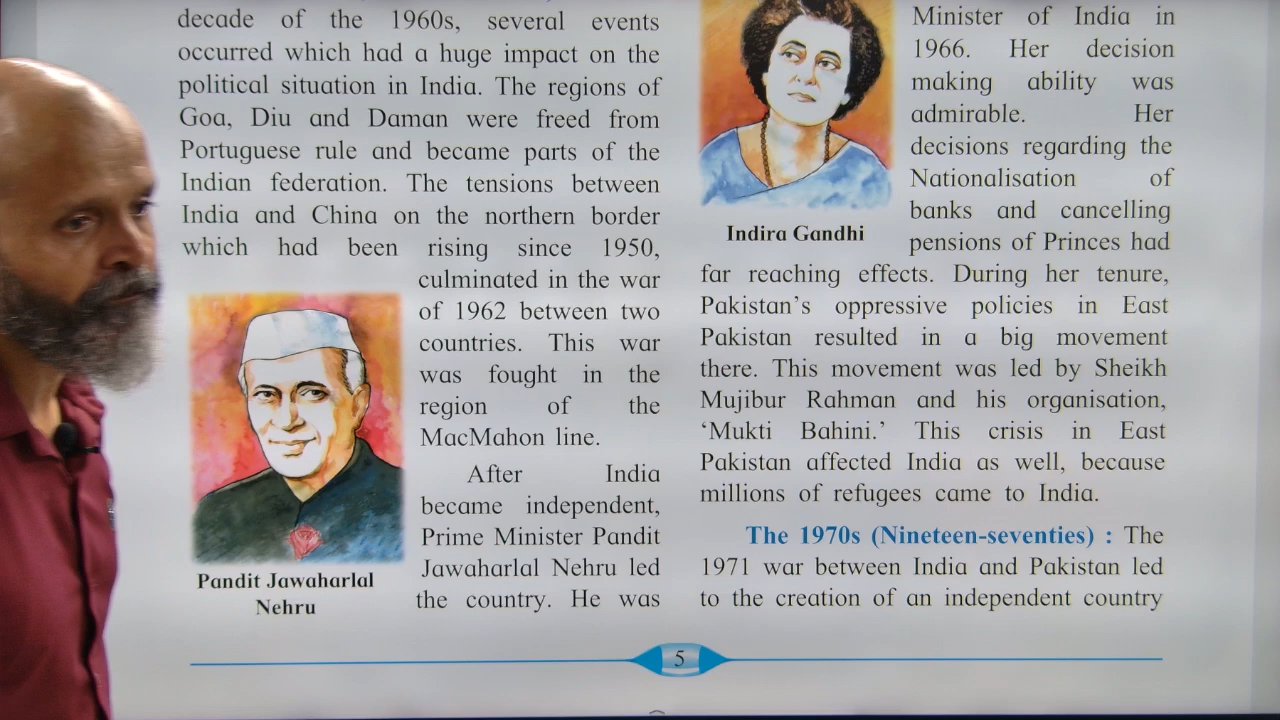 decade of the 1960s, several events
occurred which had a huge impact on the
political situation in India. The regions of
Goa, Diu and Daman were freed from
Portuguese rule and became parts of the
Indian federation. The tensions between
India and China on the northern border
which had been rising since 1950,
culminated in the war
of 1962 between two
countries. This war
was fought in the
region of the
MacMahon line.
After India
became independent,
Prime Minister Pandit
Jawaharlal Nehru led
the country. He was
Pandit Jawaharlal
Nehru
Minister of India in
1966. Her decision
making ability was
admirable. Her
decisions regarding the
Nationalisation of
banks and cancelling
pensions of Princes had
Indira Gandhi
far reaching effects. During her tenure,
Pakistan's oppressive policies in East
Pakistan resulted in a big movement
there. This movement was led by Sheikh
Mujibur Rahman and his organisation,
‘Mukti Bahini.’ This crisis in East
Pakistan affected India as well, because
millions of refugees came to India.
The 1970s (Nineteen-seventies) : The
1971 war between India and Pakistan led
to the creation of an independent country
5